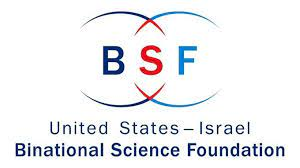 BSF
United States – Israel
Binational Science Foundation